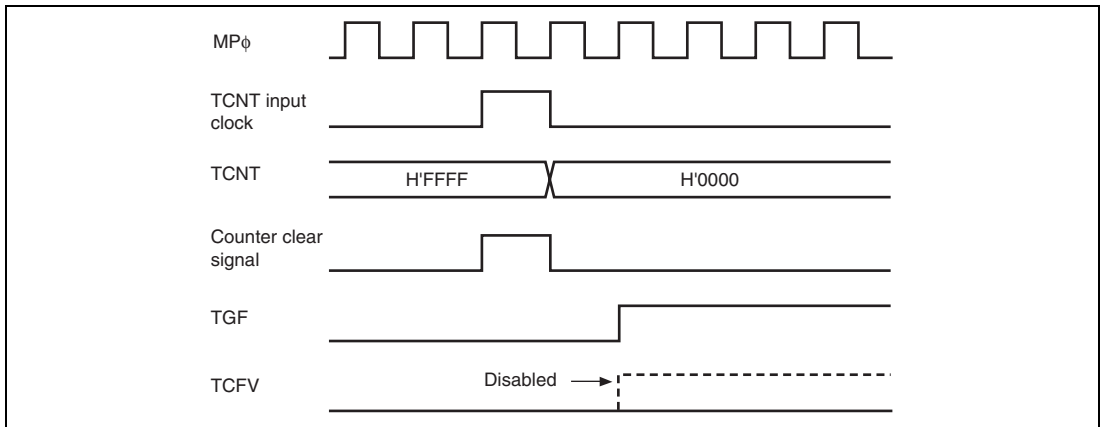 MPφ
TCNT input
clock
TCNT
H'FFFF
H'0000
Counter clear
signal
TGF
TCFV
Disabled